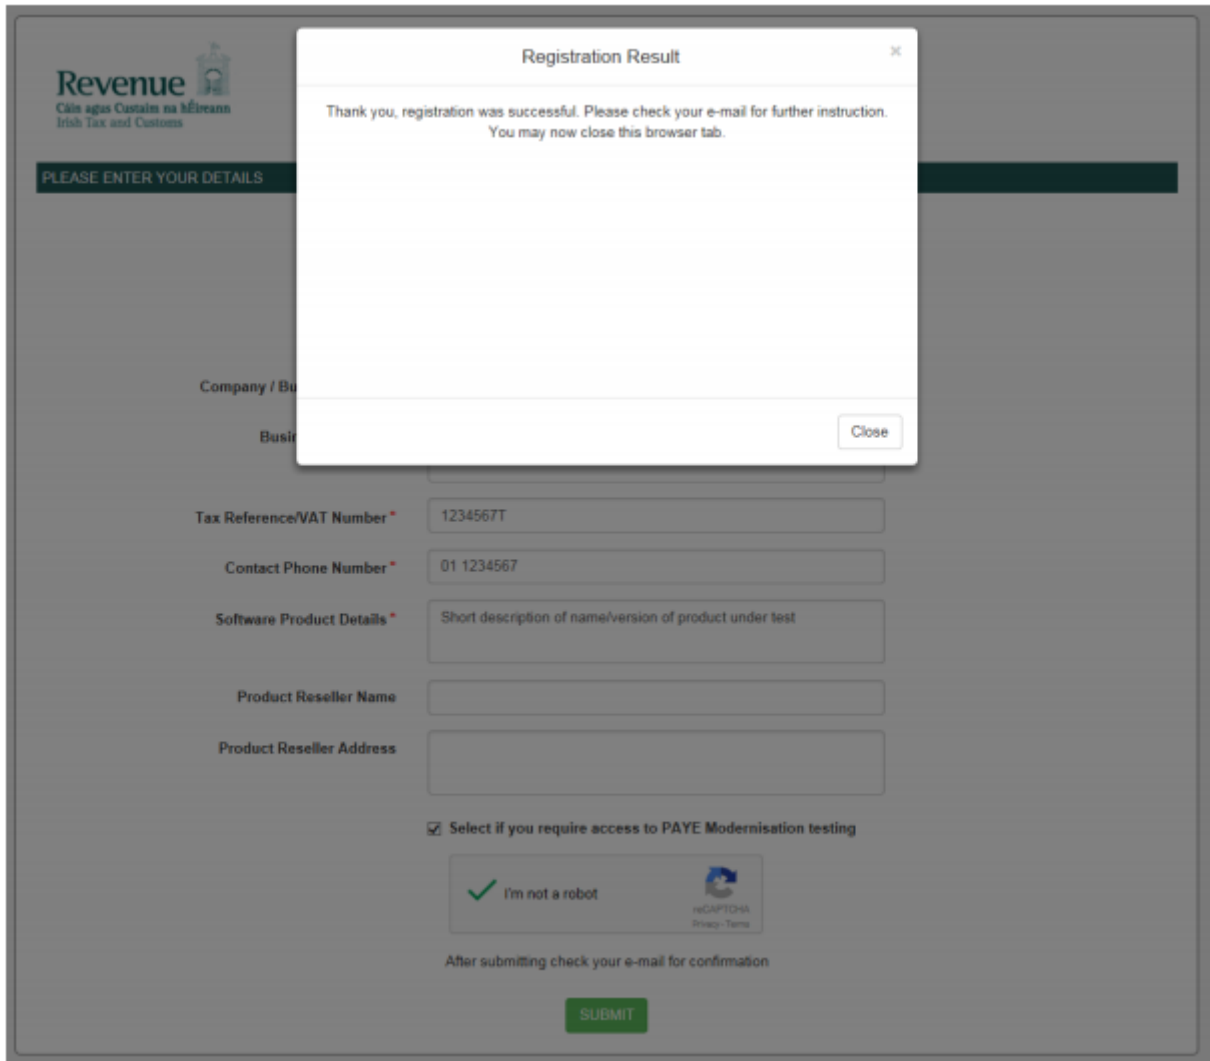 Registration Result
×
Thank you, registration was successful. Please check your e-mail for further instruction.
You may now close this browser tab.
Close
Revenue
Cáin agus Custaim na hÉireann
Irish Tax and Customs
PLEASE ENTER YOUR DETAILS
Company / Bu
Busin
Tax Reference/VAT Number *
1234567T
Contact Phone Number *
01 1234567
Software Product Details *
Short description of name/version of product under test
Product Reseller Name
Product Reseller Address
Select if you require access to PAYE Modernisation testing
I'm not a robot
reCAPTCHA
Privacy - Terms
After submitting check your e-mail for confirmation
SUBMIT